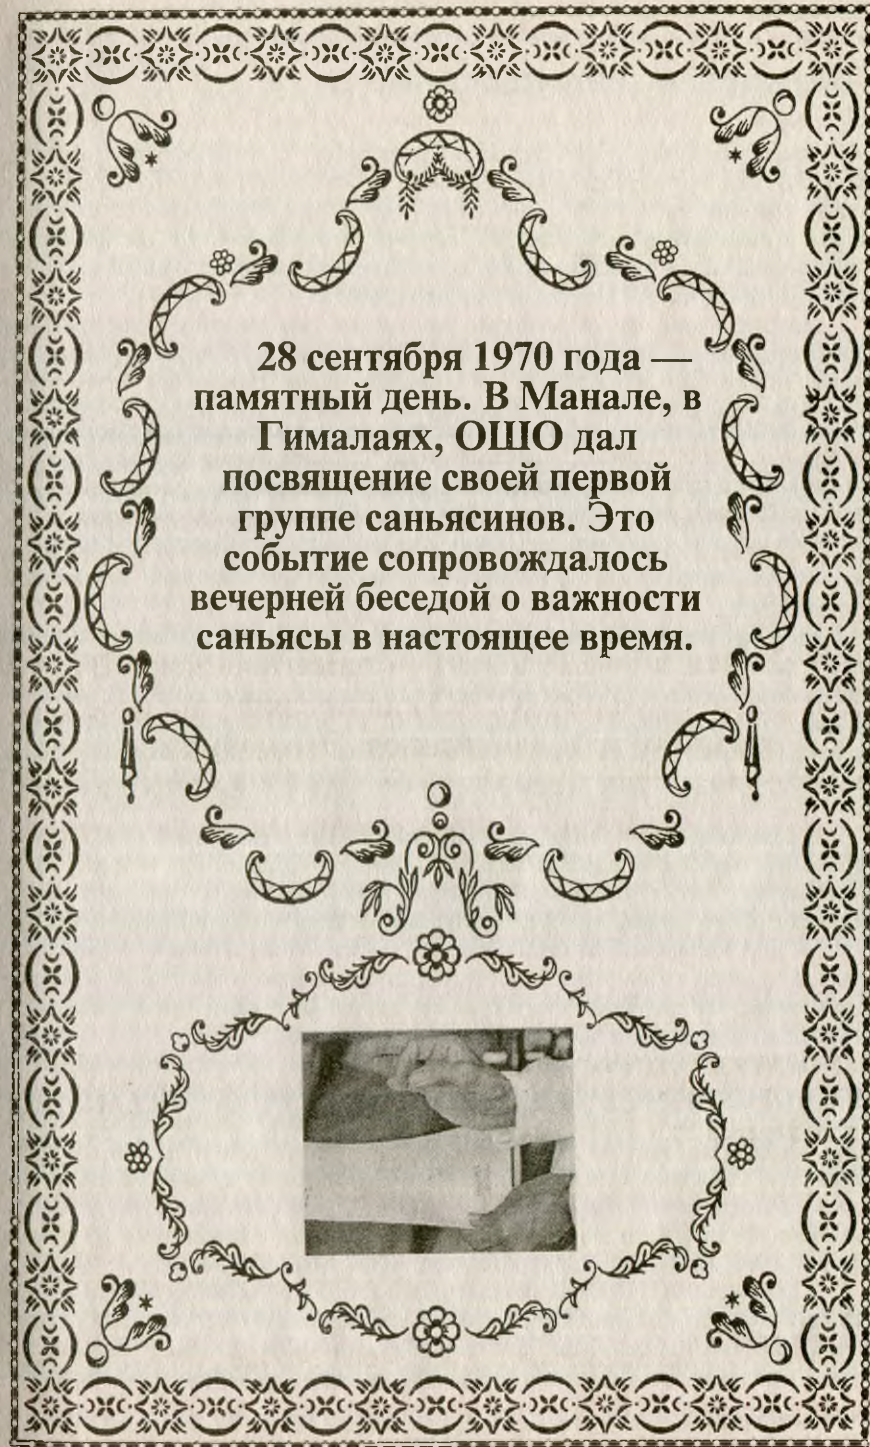 28 сентября 1970 года —
памятный день. В Манале, в
Гималаях, ОШО дал
посвящение своей первой
группе саньясинов. Это
событие сопровождалось
вечерней беседой о важности
саньясы в настоящее время.